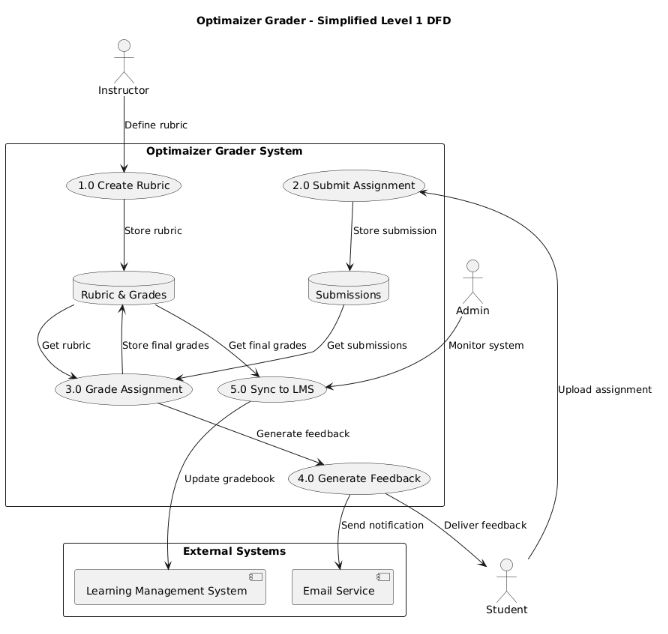 Optimaizer Grader - Simplified Level 1 DFD
Instructor
Define rubric
Optimaizer Grader System
1.0 Create Rubric
2.0 Submit Assignment
Store rubric
Store submission
Rubric & Grades
Submissions
Admin
Get rubric
Store final grades
Get final grades
Get submissions
Monitor system
3.0 Grade Assignment
5.0 Sync to LMS
Upload assignment
Generate feedback
Update gradebook
4.0 Generate Feedback
Send notification
Deliver feedback
External Systems
Learning Management System
Email Service
Student